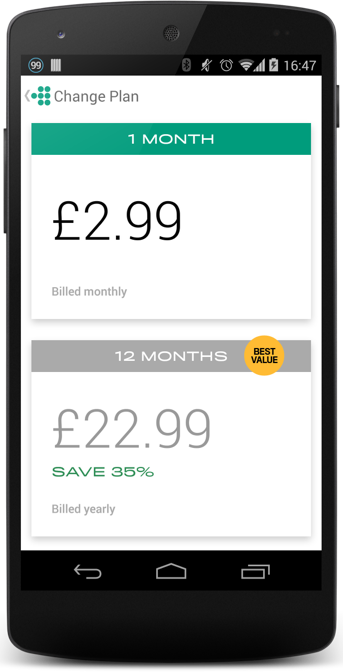 99
16:47
Change Plan
1 MONTH
£2.99
Billed monthly
12 MONTHS
BEST
VALUE
£22.99
SAVE 35%
Billed yearly